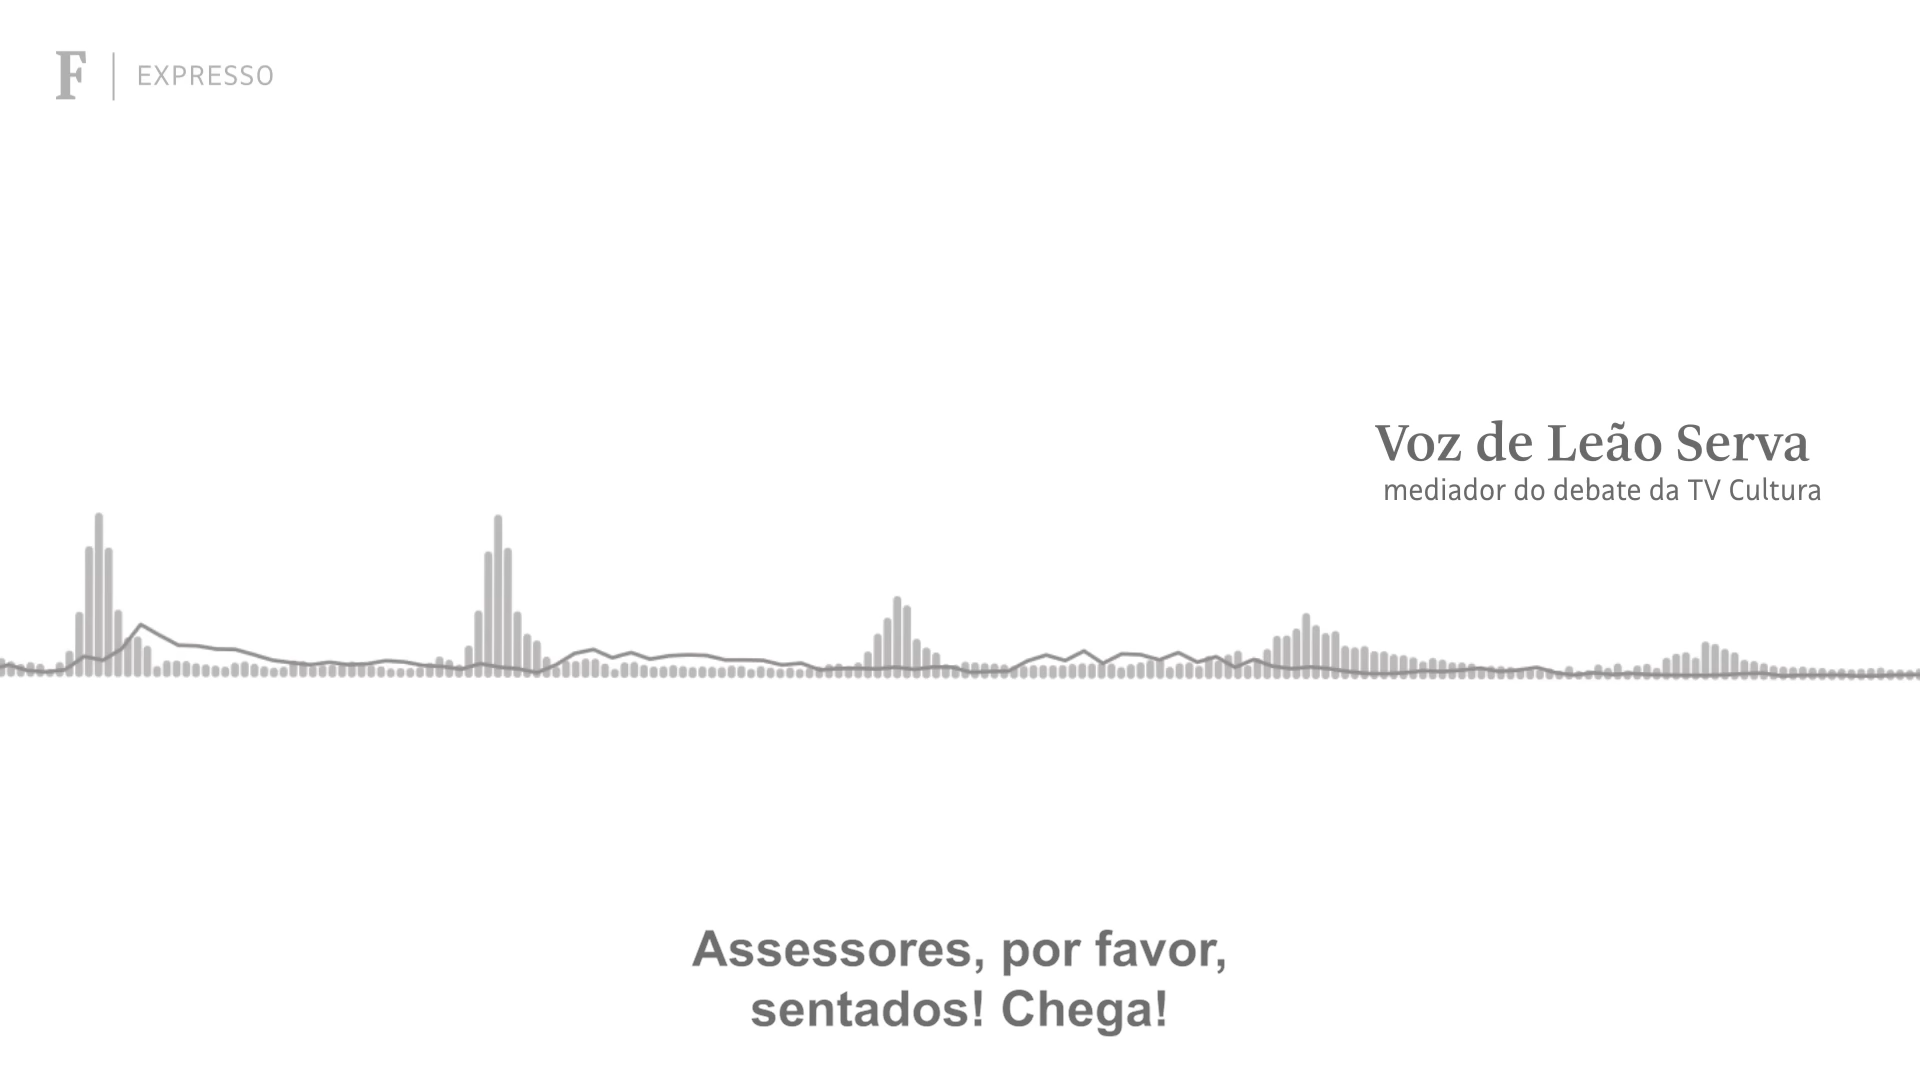 F | EXPRESSO
Voz de Leão Serva
mediador do debate da TV Cultura
Assessores, por favor,
sentados! Chega!